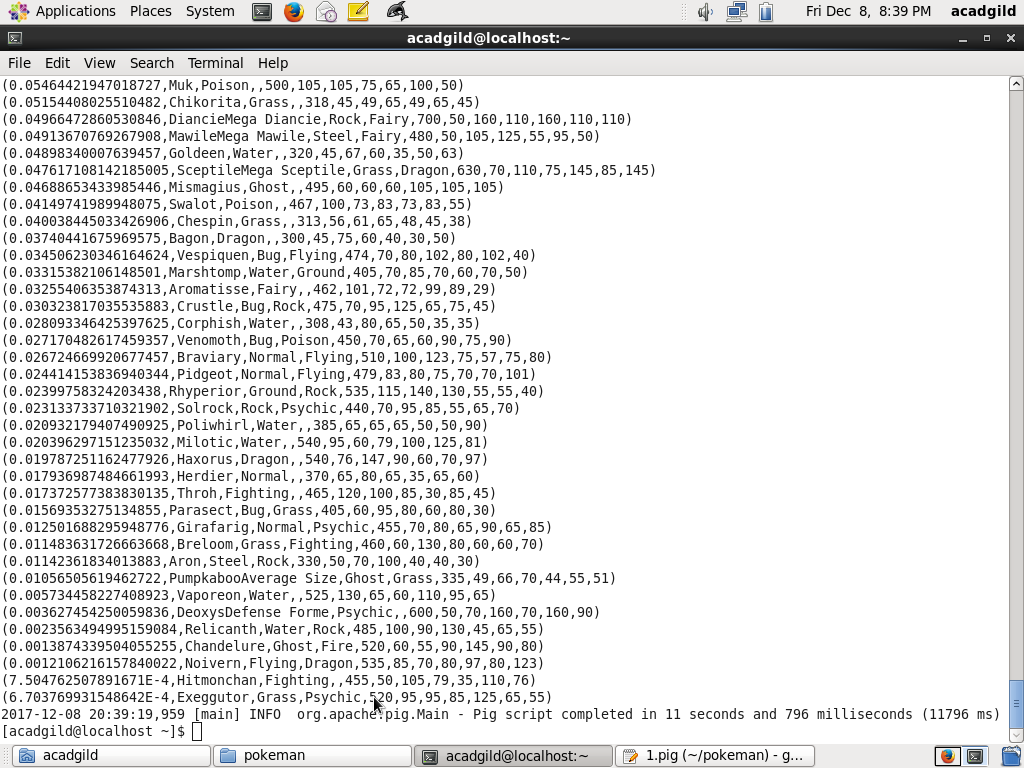 Applications Places System Fri Dec 8, 8:39 PM acadgild
acadgild@localhost:~
File Edit View Search Terminal Help
(0.05464421947018727,Muk,Poison,,500,105,105,75,65,100,50)
(0.05154408025510482,Chikorita,Grass,,318,45,49,65,49,65,45)
(0.04966472860530846,DiancieMega Diancie,Rock,Fairy,700,50,160,110,160,110,110)
(0.04913670769267908,MawileMega Mawile,Steel,Fairy,480,50,105,125,55,95,50)
(0.04898340007639457,Goldeen,Water,,320,45,67,60,35,50,63)
(0.047617108142185005,SceptileMega Sceptile,Grass,Dragon,630,70,110,75,145,85,145)
(0.04688653433985446,Mismagius,Ghost,,495,60,60,60,105,105,105)
(0.04149741989948075,Swalot,Poison,,467,100,73,83,73,83,55)
(0.040038445033426906,Chespin,Grass,,313,56,61,65,48,45,38)
(0.03740441675969575,Bagon,Dragon,,300,45,75,60,40,30,50)
(0.034506230346164624,Vespiquen,Bug,Flying,474,70,80,102,80,102,40)
(0.03315382106148501,Marshtomp,Water,Ground,405,70,85,70,60,70,50)
(0.03255406353874313,Aromatisse,Fairy,,462,101,72,72,99,89,29)
(0.030323817035535883,Crustle,Bug,Rock,475,70,95,125,65,75,45)
(0.028093346425397625,Corphish,Water,,308,43,80,65,50,35,35)
(0.027170482617459357,Venomoth,Bug,Poison,450,70,65,60,90,75,90)
(0.026724669920677457,Braviary,Normal,Flying,510,100,123,75,57,75,80)
(0.024414153836940344,Pidgeot,Normal,Flying,479,83,80,75,70,70,101)
(0.02399758324203438,Rhyperior,Ground,Rock,535,115,140,130,55,55,40)
(0.023133733710321902,Solrock,Rock,Psychic,440,70,95,85,55,65,70)
(0.020932179407490925,Poliwhirl,Water,,385,65,65,65,50,50,90)
(0.020396297151235032,Milotic,Water,,540,95,60,79,100,125,81)
(0.019787251162477926,Haxorus,Dragon,,540,76,147,90,60,70,97)
(0.017936987484661993,Herdier,Normal,,370,65,80,65,35,65,60)
(0.017372577383830135,Throh,Fighting,,465,120,100,85,30,85,45)
(0.01569353275134855,Parasect,Bug,Grass,405,60,95,80,60,80,30)
(0.012501688295948776,Girafarig,Normal,Psychic,455,70,80,65,90,65,85)
(0.011483631726663668,Breloom,Grass,Fighting,460,60,130,80,60,60,70)
(0.01142361834013883,Aron,Steel,Rock,330,50,70,100,40,40,30)
(0.01056505619462722,PumpkabooAverage Size,Ghost,Grass,335,49,66,70,44,55,51)
(0.005734458227408923,Vaporeon,Water,,525,130,65,60,110,95,65)
(0.003627454250059836,DeoxysDefense Forme,Psychic,,600,50,70,160,70,160,90)
(0.0023563494995159084,Relicanth,Water,Rock,485,100,90,130,45,65,55)
(0.0013874339504055255,Chandelure,Ghost,Fire,520,60,55,90,145,90,80)
(0.0012106216157840022,Noivern,Flying,Dragon,535,85,70,80,97,80,123)
(7.504762507891671E-4,Hitmonchan,Fighting,,455,50,105,79,35,110,76)
(6.703769931548642E-4,Exeggutor,Grass,Psychic,520,95,95,85,125,65,55)
2017-12-08 20:39:19,959 [main] INFO  org.apache.pig.Main - Pig script completed in 11 seconds and 796 milliseconds (11796 ms)
[acadgild@localhost ~]$
acadgild pokeman acadgild@localhost:~ 1.pig (~/pokeman) - g...